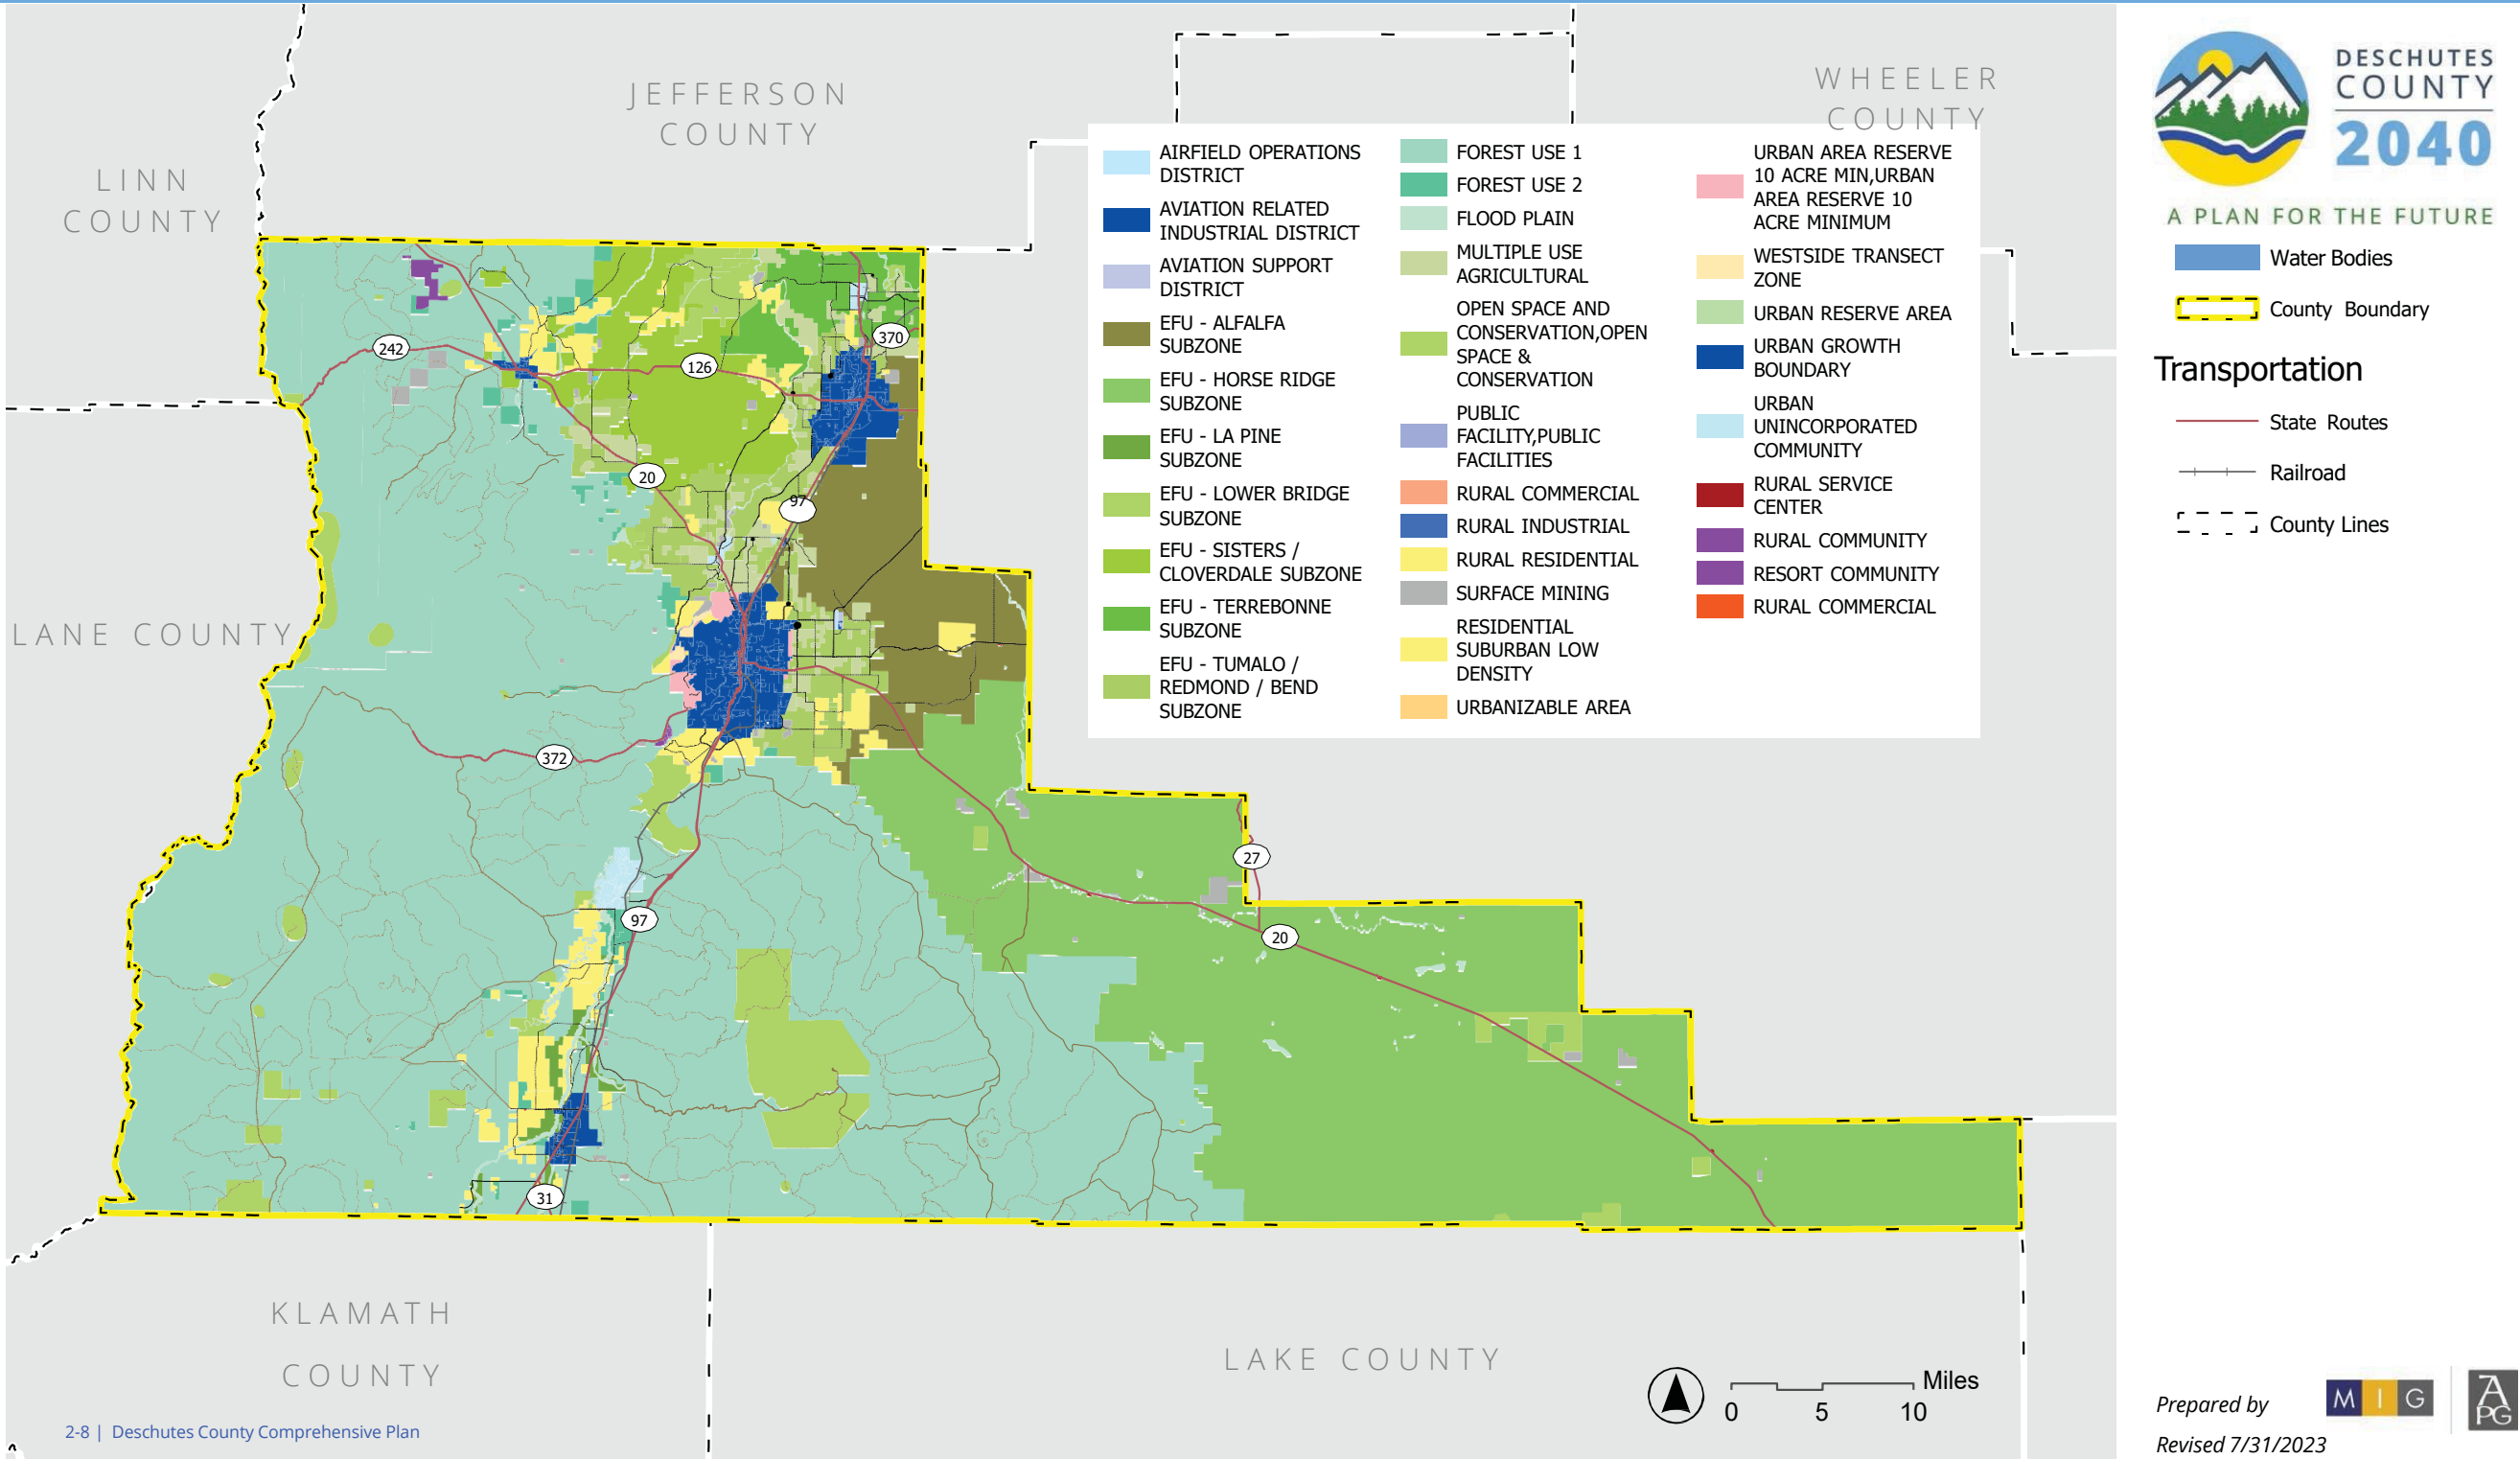 JEFFERSON
COUNTY
WHEELER
COUNTY
LINN
COUNTY
LANE COUNTY
KLAMATH
COUNTY
LAKE COUNTY
242
126
370
20
97
372
97
27
20
31
AIRFIELD OPERATIONS
DISTRICT
AVIATION RELATED
INDUSTRIAL DISTRICT
AVIATION SUPPORT
DISTRICT
EFU - ALFALFA
SUBZONE
EFU - HORSE RIDGE
SUBZONE
EFU - LA PINE
SUBZONE
EFU - LOWER BRIDGE
SUBZONE
EFU - SISTERS /
CLOVERDALE SUBZONE
EFU - TERREBONNE
SUBZONE
EFU - TUMALO /
REDMOND / BEND
SUBZONE
FOREST USE 1
FOREST USE 2
FLOOD PLAIN
MULTIPLE USE
AGRICULTURAL
OPEN SPACE AND
CONSERVATION,OPEN
SPACE &
CONSERVATION
PUBLIC
FACILITY,PUBLIC
FACILITIES
RURAL COMMERCIAL
RURAL INDUSTRIAL
RURAL RESIDENTIAL
SURFACE MINING
RESIDENTIAL
SUBURBAN LOW
DENSITY
URBANIZABLE AREA
URBAN AREA RESERVE
10 ACRE MIN,URBAN
AREA RESERVE 10
ACRE MINIMUM
WESTSIDE TRANSECT
ZONE
URBAN RESERVE AREA
URBAN GROWTH
BOUNDARY
URBAN
UNINCORPORATED
COMMUNITY
RURAL SERVICE
CENTER
RURAL COMMUNITY
RESORT COMMUNITY
RURAL COMMERCIAL
DESCHUTES
COUNTY
2040
A PLAN FOR THE FUTURE
Water Bodies
County Boundary
Transportation
State Routes
Railroad
County Lines
Miles
0 5 10
2-8 | Deschutes County Comprehensive Plan
Prepared by
M I G
APG
Revised 7/31/2023